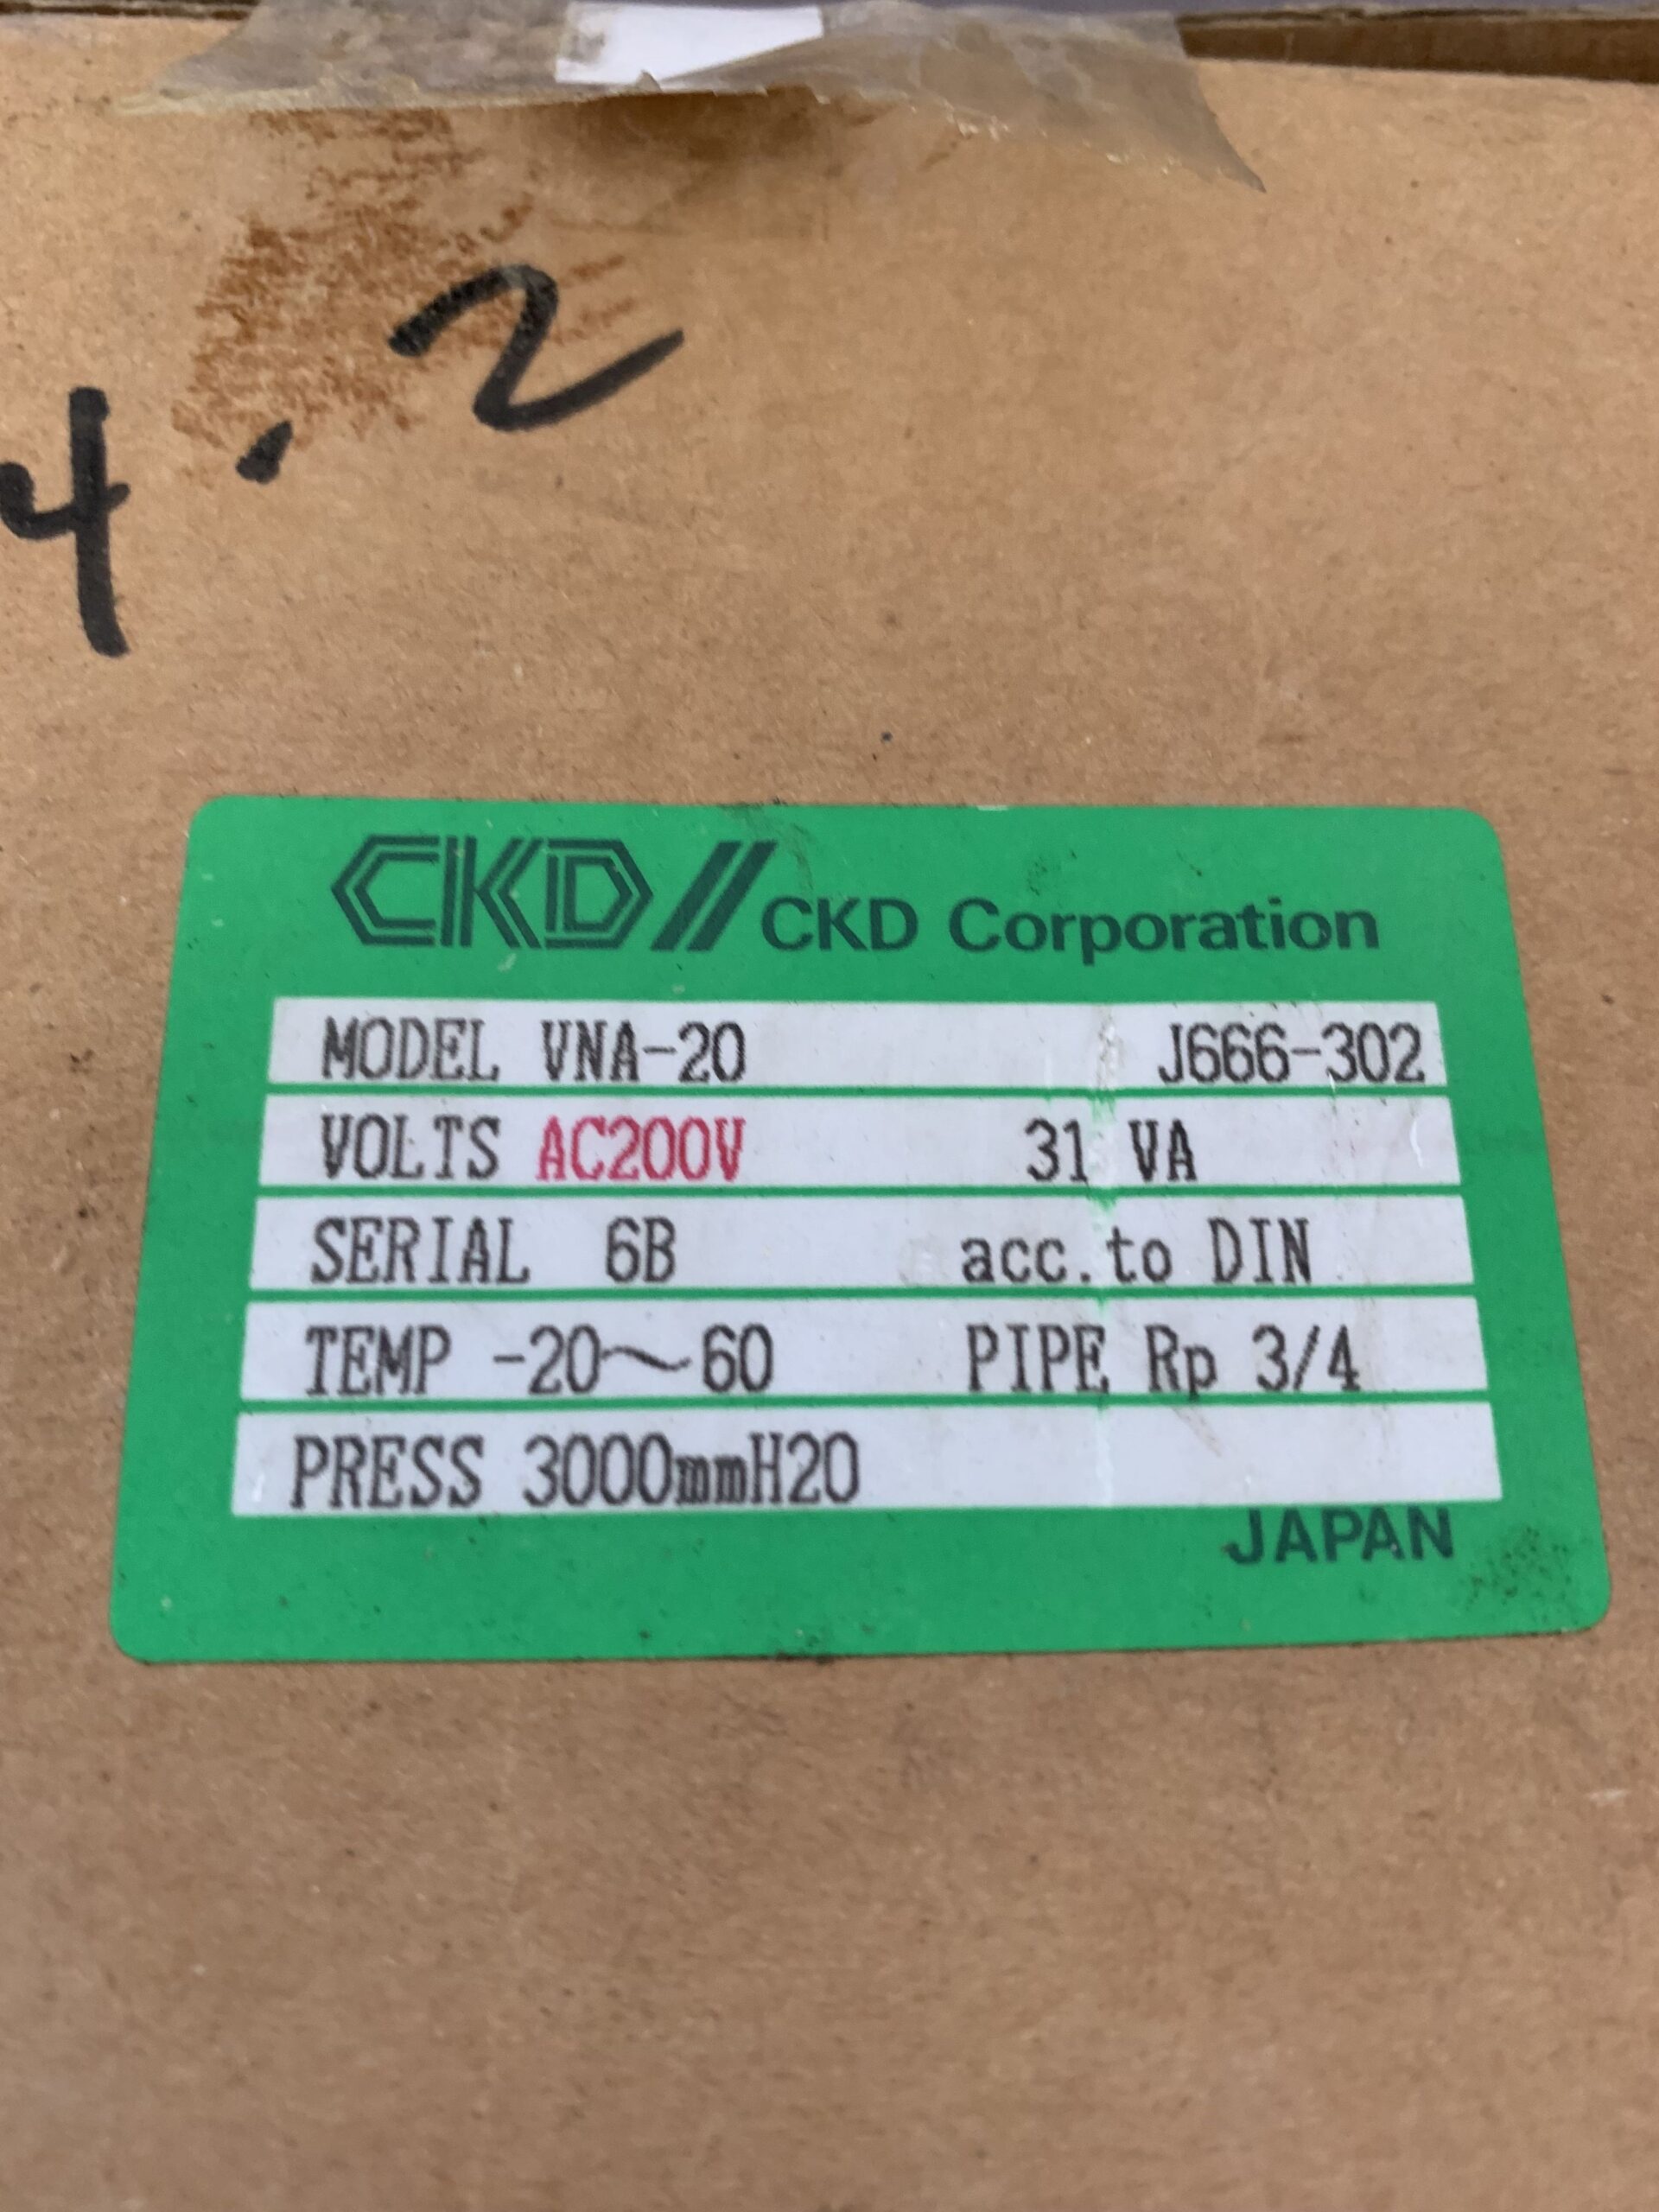 4.2
CKD CKD Corporation
MODEL VNA-20 J666-302
VOLTS AC200V 31 VA
SERIAL 6B acc.to DIN
TEMP -20~60 PIPE Rp 3/4
PRESS 3000mmH2O
JAPAN